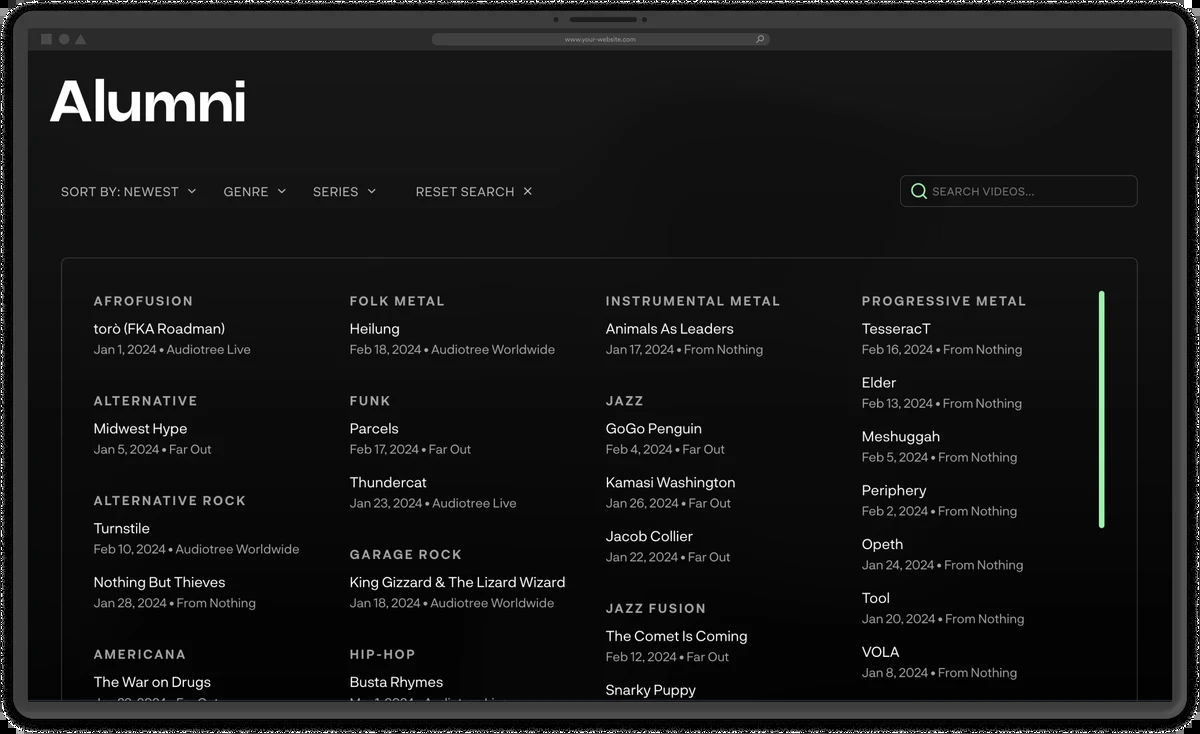 www.your-website.com
Alumni
SORT BY: NEWEST
GENRE
SERIES
RESET SEARCH ×
SEARCH VIDEOS...
AFROFUSION
torò (FKA Roadman)
Jan 1, 2024 • Audiotree Live
ALTERNATIVE
Midwest Hype
Jan 5, 2024 • Far Out
ALTERNATIVE ROCK
Turnstile
Feb 10, 2024 • Audiotree Worldwide
Nothing But Thieves
Jan 28, 2024 • From Nothing
AMERICANA
The War on Drugs
FOLK METAL
Heilung
Feb 18, 2024 • Audiotree Worldwide
FUNK
Parcels
Feb 17, 2024 • Far Out
Thundercat
Jan 23, 2024 • Audiotree Live
GARAGE ROCK
King Gizzard & The Lizard Wizard
Jan 18, 2024 • Audiotree Worldwide
HIP-HOP
Busta Rhymes
INSTRUMENTAL METAL
Animals As Leaders
Jan 17, 2024 • From Nothing
JAZZ
GoGo Penguin
Feb 4, 2024 • Far Out
Kamasi Washington
Jan 26, 2024 • Far Out
Jacob Collier
Jan 22, 2024 • Far Out
JAZZ FUSION
The Comet Is Coming
Feb 12, 2024 • Far Out
Snarky Puppy
PROGRESSIVE METAL
TesseracT
Feb 16, 2024 • From Nothing
Elder
Feb 13, 2024 • From Nothing
Meshuggah
Feb 5, 2024 • From Nothing
Periphery
Feb 2, 2024 • From Nothing
Opeth
Jan 24, 2024 • From Nothing
Tool
Jan 20, 2024 • From Nothing
VOLA
Jan 8, 2024 • From Nothing